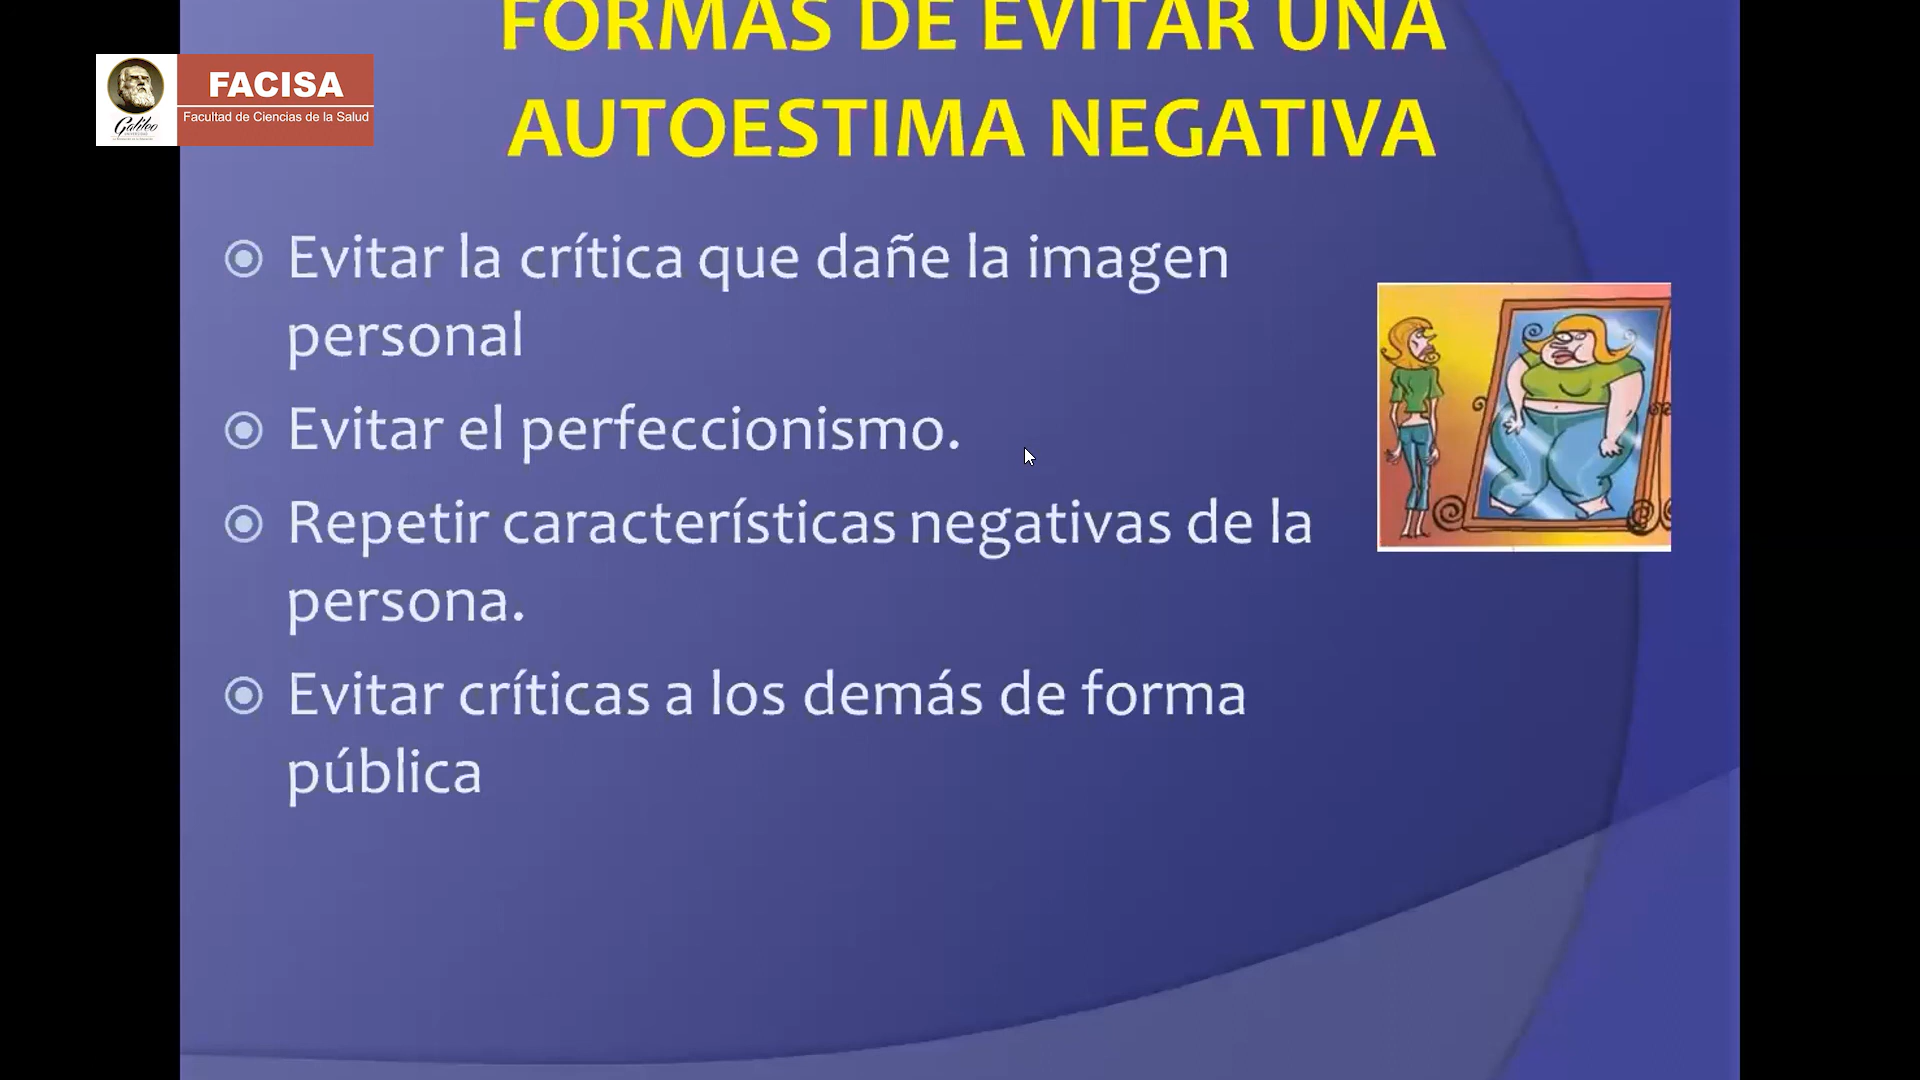 FORMAS DE EVITAR UNA
AUTOESTIMA NEGATIVA
Galileo
FACISA
Facultad de Ciencias de la Salud
Evitar la crítica que dañe la imagen
personal
Evitar el perfeccionismo.
Repetir características negativas de la
persona.
Evitar críticas a los demás de forma
pública